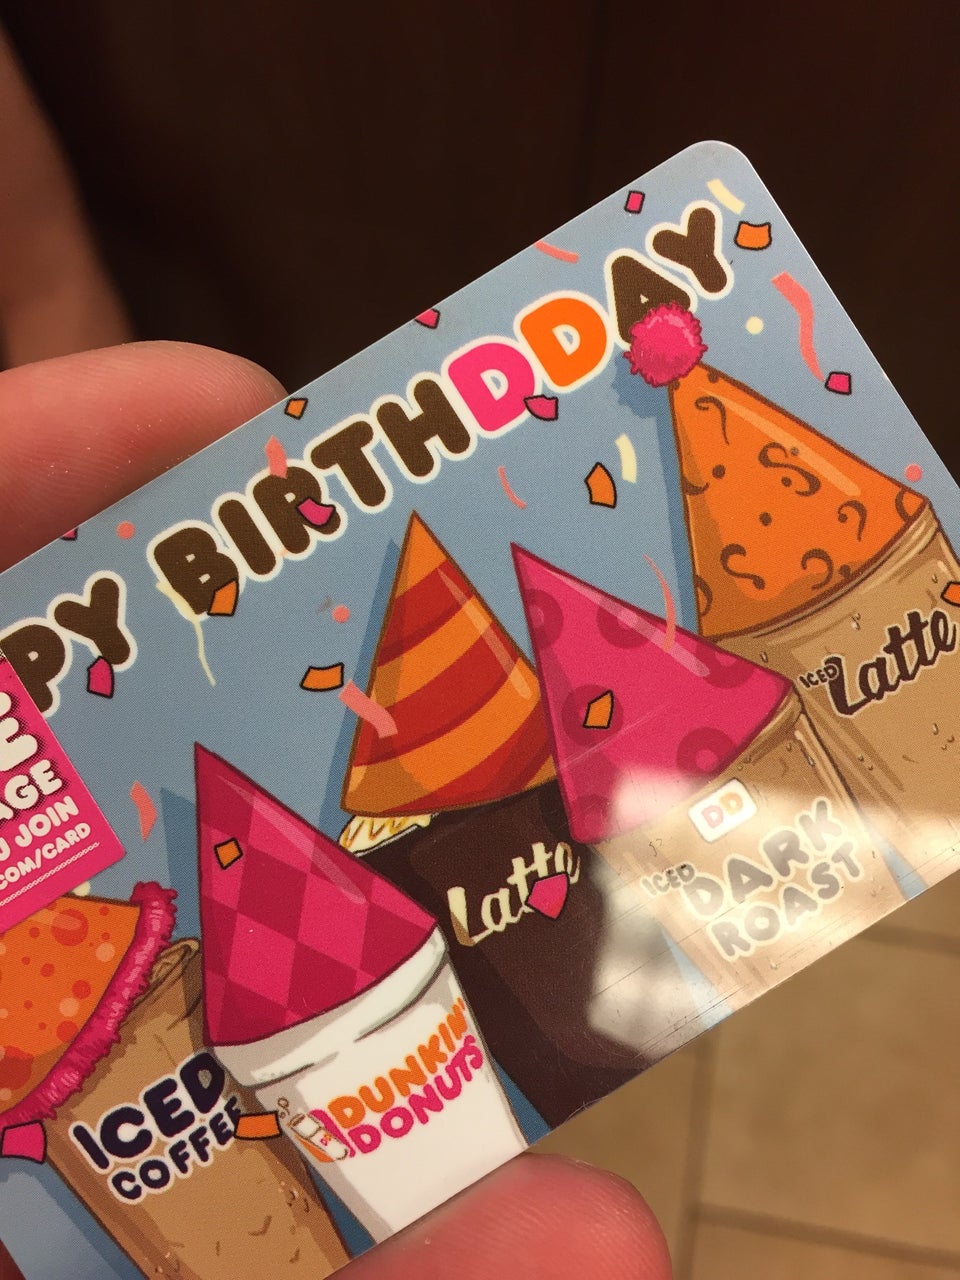 PY BIRTHDDAY
E
AGE
U JOIN
COM/CARD
ICED Latte
DD
ICED DARK
ROAST
Latte
DUNKIN'
DONUTS
ICED
COFFEE